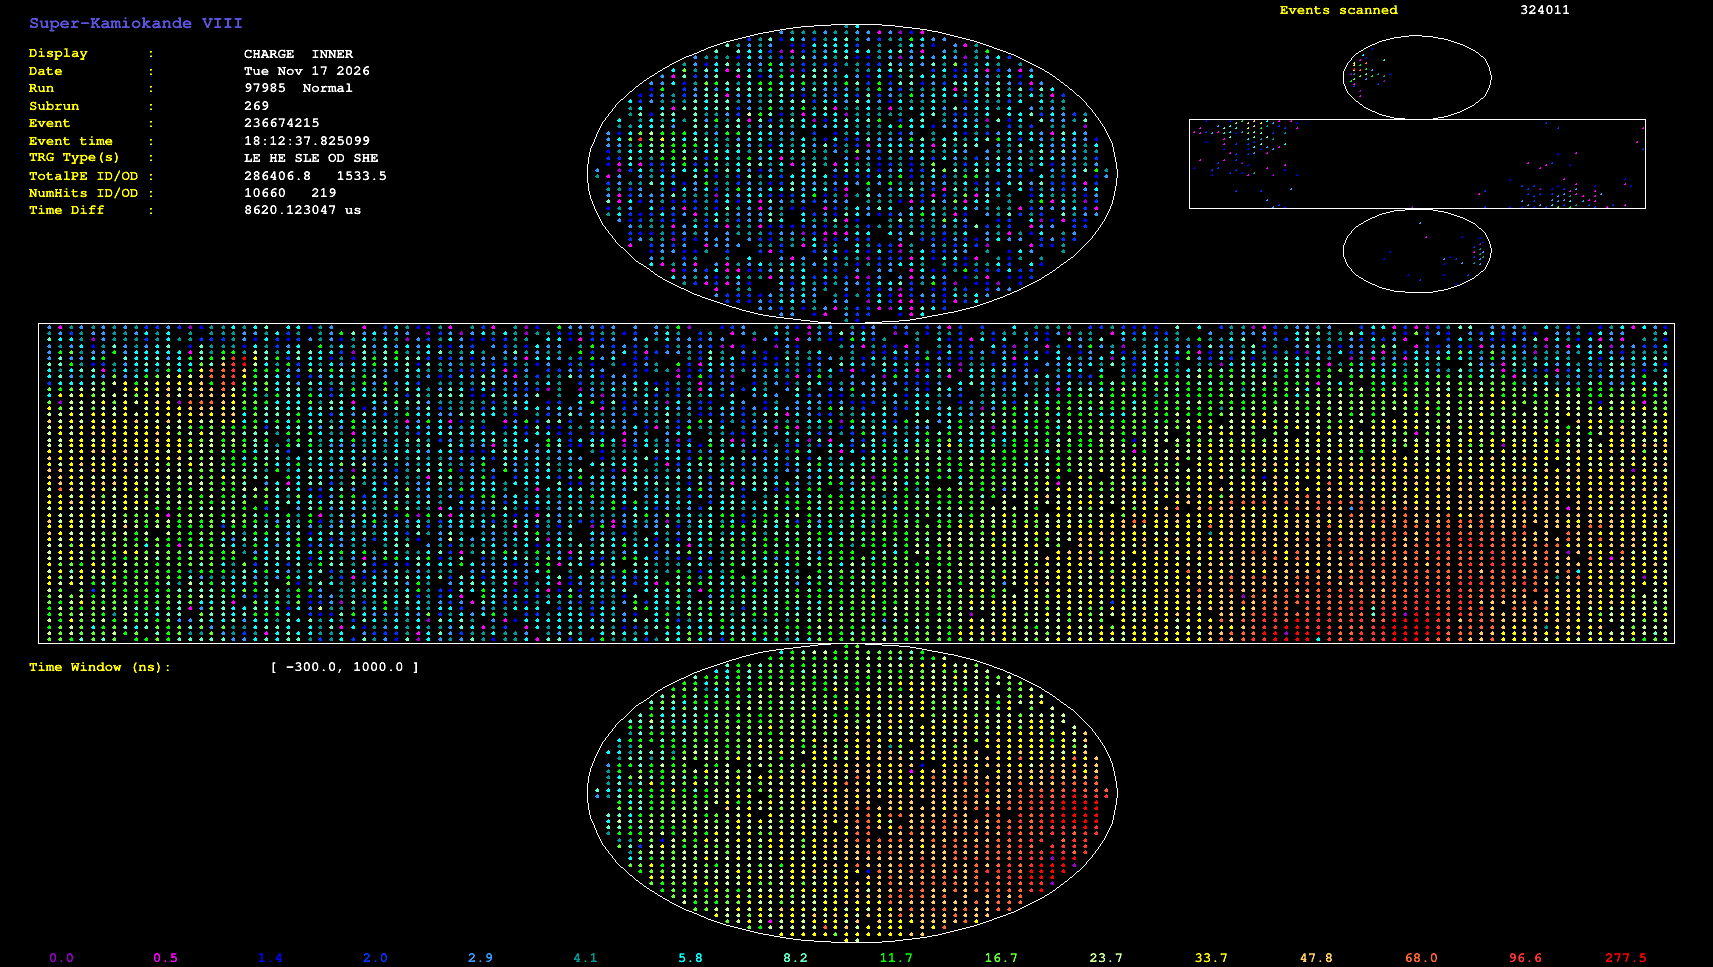 Super-Kamiokande VIII
Events scanned 324011
Display : CHARGE INNER
Date : Tue Nov 17 2026
Run : 97985 Normal
Subrun : 269
Event : 236674215
Event time : 18:12:37.825099
TRG Type(s) : LE HE SLE OD SHE
TotalPE ID/OD : 286406.8 1533.5
NumHits ID/OD : 10660 219
Time Diff : 8620.123047 us
Time Window (ns): [ -300.0, 1000.0 ]
0.0 0.5 1.4 2.0 2.9 4.1 5.8 8.2 11.7 16.7 23.7 33.7 47.8 68.0 96.6 277.5